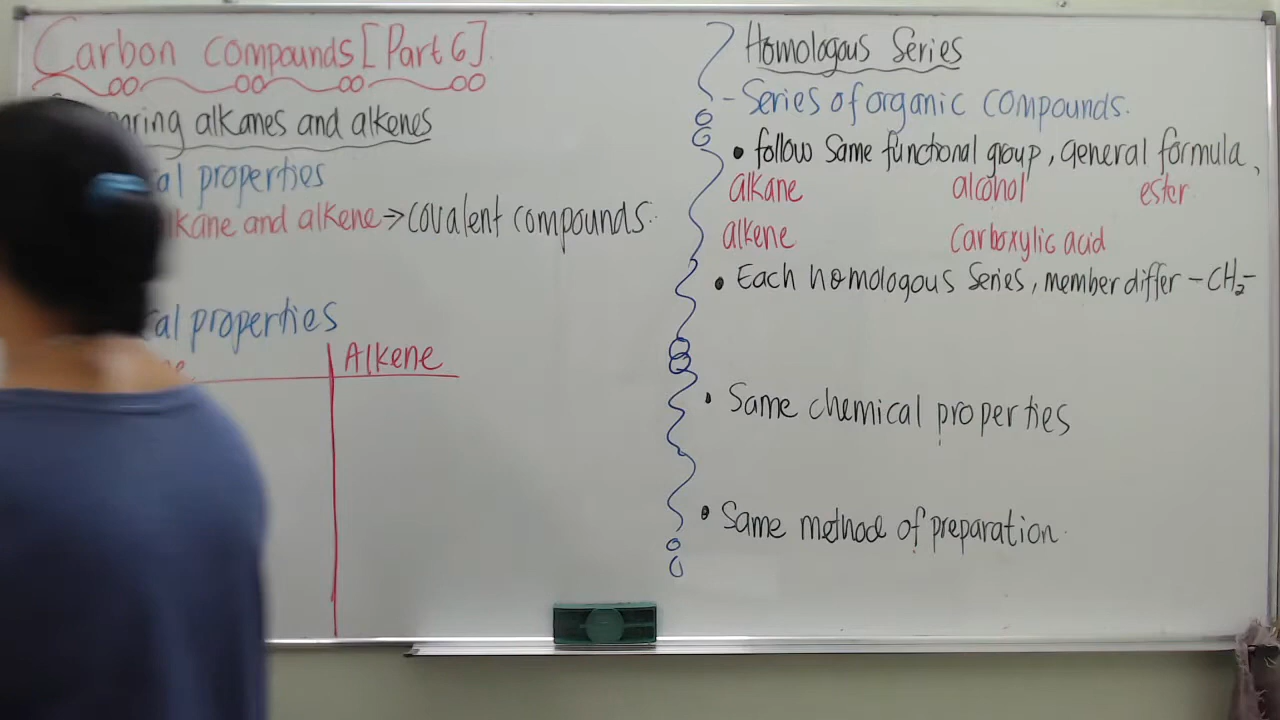 Carbon Compounds [Part 6].
aring alkanes and alkenes
al properties
lkane and alkene → Covalent compounds.
al properties
ne | Alkene
Homologous Series
- Series of organic compounds.
• follow Same functional group, general formula,
alkane alcohol ester
alkene Carboxylic acid
• Each homologous Series, member differ -CH₂-
• Same chemical properties
• Same method of preparation.